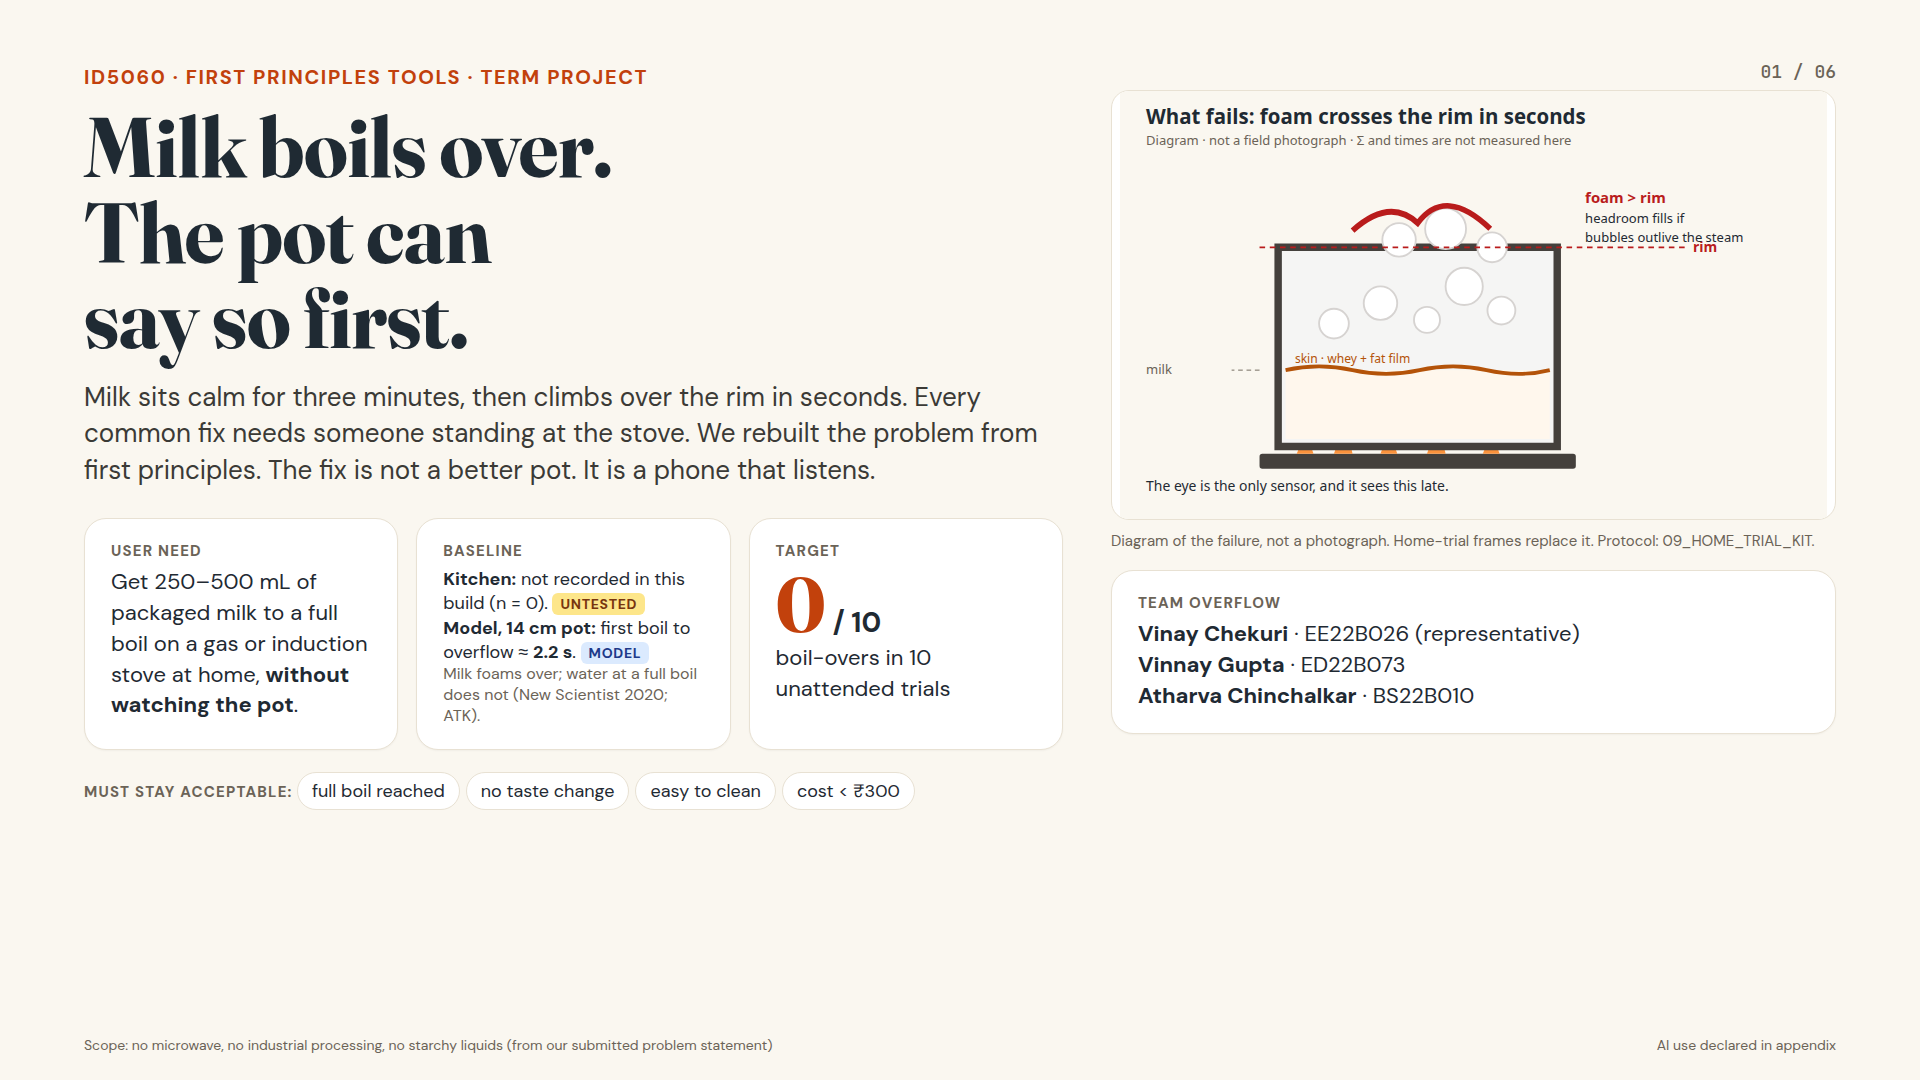 ID5060 · FIRST PRINCIPLES TOOLS · TERM PROJECT
01 / 06
Milk boils over.
The pot can
say so first.
Milk sits calm for three minutes, then climbs over the rim in seconds. Every
common fix needs someone standing at the stove. We rebuilt the problem from
first principles. The fix is not a better pot. It is a phone that listens.
USER NEED
Get 250–500 mL of
packaged milk to a full
boil on a gas or induction
stove at home, without
watching the pot.
BASELINE
Kitchen: not recorded in this
build (n = 0). UNTESTED
Model, 14 cm pot: first boil to
overflow ≈ 2.2 s. MODEL
Milk foams over; water at a full boil
does not (New Scientist 2020;
ATK).
TARGET
0 / 10
boil-overs in 10
unattended trials
MUST STAY ACCEPTABLE: full boil reached no taste change easy to clean cost < ₹300
What fails: foam crosses the rim in seconds
Diagram · not a field photograph · Σ and times are not measured here
foam > rim
headroom fills if
bubbles outlive the steam
rim
skin · whey + fat film
milk
The eye is the only sensor, and it sees this late.
Diagram of the failure, not a photograph. Home-trial frames replace it. Protocol: 09_HOME_TRIAL_KIT.
TEAM OVERFLOW
Vinay Chekuri · EE22B026 (representative)
Vinnay Gupta · ED22B073
Atharva Chinchalkar · BS22B010
Scope: no microwave, no industrial processing, no starchy liquids (from our submitted problem statement)
AI use declared in appendix